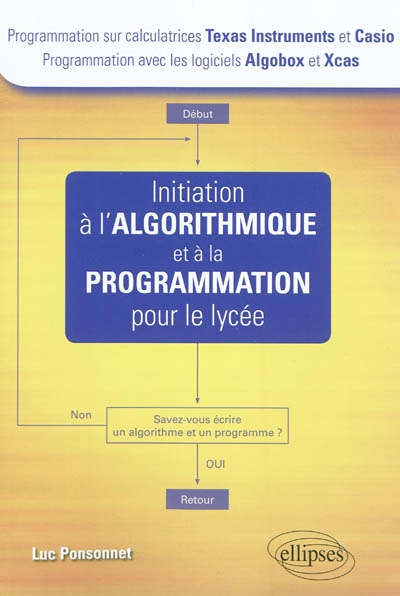 Programmation sur calculatrices Texas Instruments et Casio
Programmation avec les logiciels Algobox et Xcas
Début
Initiation
à l'ALGORITHMIQUE
et à la
PROGRAMMATION
pour le lycée
Non
Savez-vous écrire
un algorithme et un programme ?
OUI
Retour
Luc Ponsonnet
ellipses